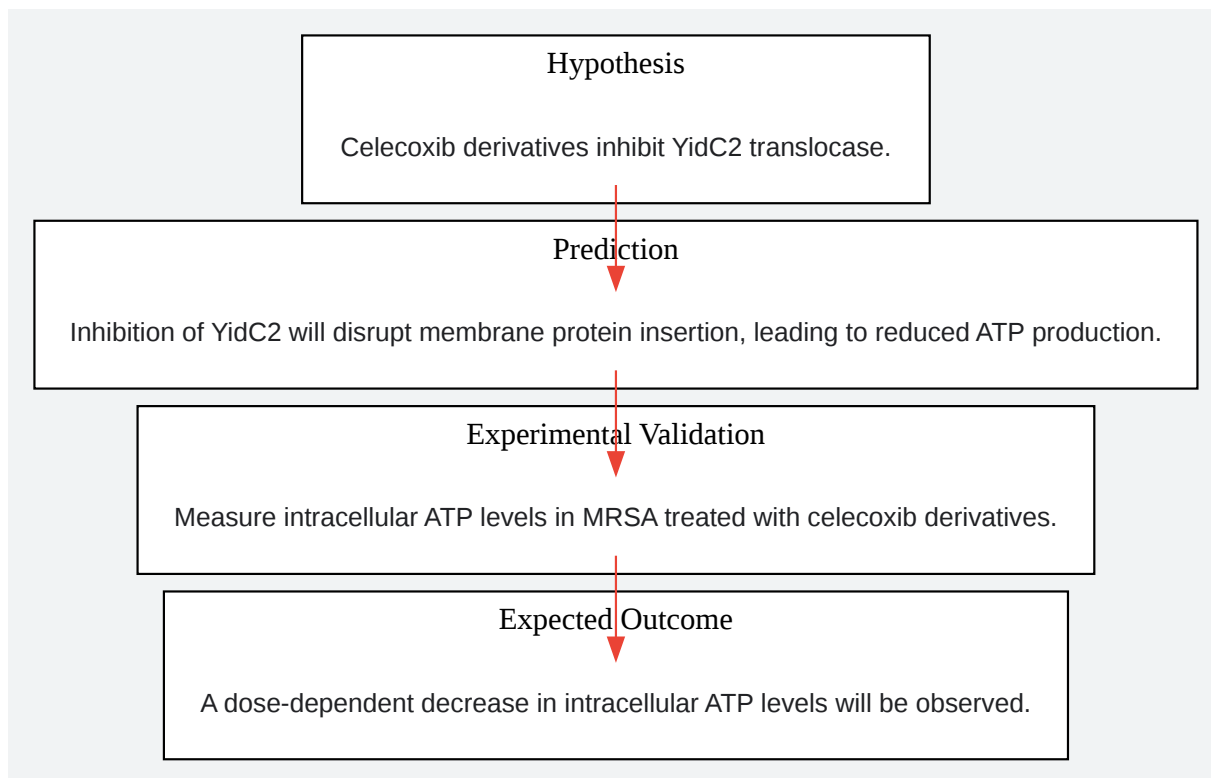 Hypothesis
Celecoxib derivatives inhibit YidC2 translocase.
Prediction
Inhibition of YidC2 will disrupt membrane protein insertion, leading to reduced ATP production.
Experimental Validation
Measure intracellular ATP levels in MRSA treated with celecoxib derivatives.
Expected Outcome
A dose-dependent decrease in intracellular ATP levels will be observed.